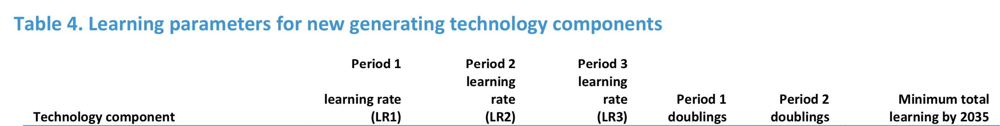 Table 4. Learning parameters for new generating technology components
Period 1 Period 2 Period 3
learning learning
learning rate rate rate Period 1 Period 2 Minimum total
Technology component (LR1) (LR2) (LR3) doublings doublings learning by 2035